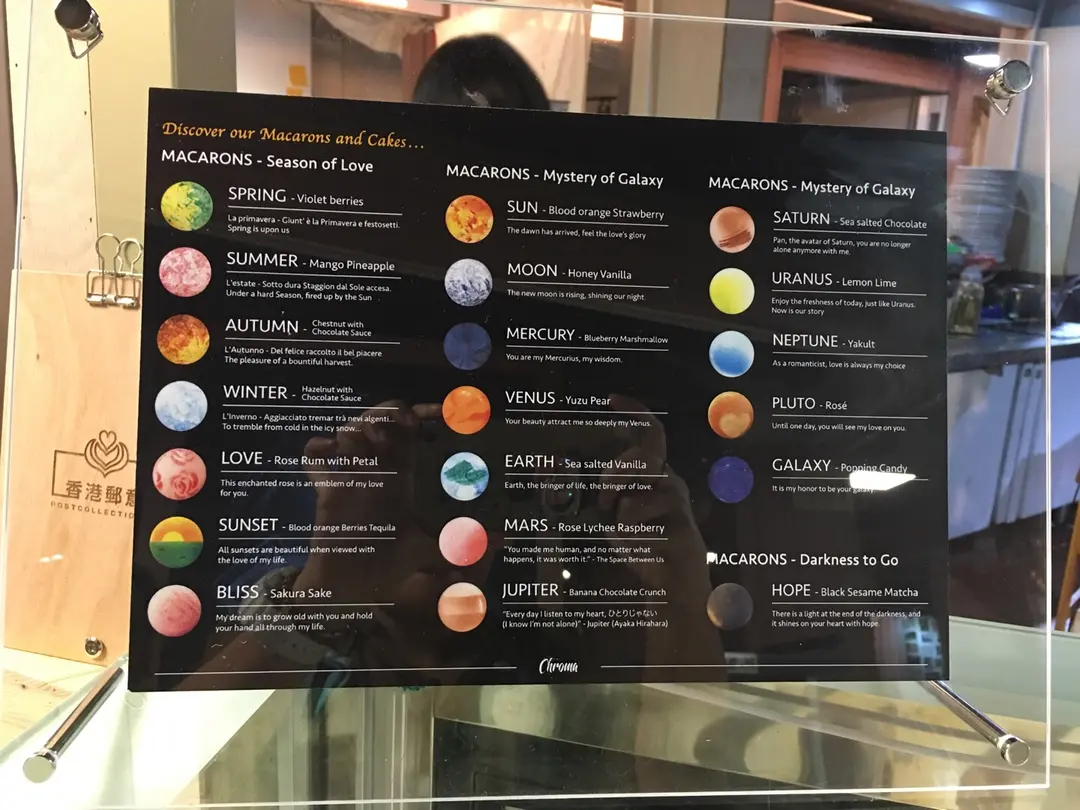 Discover our Macarons and Cakes...
MACARONS - Season of Love
SPRING - Violet berries
La primavera - Giunt' è la Primavera e festosetti.
Spring is upon us
SUMMER - Mango Pineapple
L'estate - Sotto dura Staggion dal Sole accesa.
Under a hard Season, fired up by the Sun
AUTUMN - Chestnut with
Chocolate Sauce
L'Autunno - Del felice raccolto il bel piacere
The pleasure of a bountiful harvest.
WINTER - Hazelnut with
Chocolate Sauce
L'Inverno - Aggiacciato tremar trà nevi algenti...
To tremble from cold in the icy snow...
LOVE - Rose Rum with Petal
This enchanted rose is an emblem of my love
for you.
SUNSET - Blood orange Berries Tequila
All sunsets are beautiful when viewed with
the love of my life.
BLISS - Sakura Sake
My dream is to grow old with you and hold
your hand all through my life.
MACARONS - Mystery of Galaxy
SUN - Blood orange Strawberry
The dawn has arrived, feel the love's glory
MOON - Honey Vanilla
The new moon is rising, shining our night.
MERCURY - Blueberry Marshmallow
You are my Mercurius, my wisdom.
VENUS - Yuzu Pear
Your beauty attract me so deeply my Venus.
EARTH - Sea salted Vanilla
Earth, the bringer of life, the bringer of love.
MARS - Rose Lychee Raspberry
"You made me human, and no matter what
happens, it was worth it." - The Space Between Us
JUPITER - Banana Chocolate Crunch
"Every day I listen to my heart, ひとりじゃない
(I know I'm not alone)" - Jupiter (Ayaka Hirahara)
MACARONS - Mystery of Galaxy
SATURN - Sea salted Chocolate
Pan, the avatar of Saturn, you are no longer
alone anymore with me.
URANUS - Lemon Lime
Enjoy the freshness of today, just like Uranus.
Now is our story
NEPTUNE - Yakult
As a romanticist, love is always my choice
PLUTO - Rosé
Until one day, you will see my love on you.
GALAXY - Popping Candy
It is my honor to be your galaxy.
MACARONS - Darkness to Go
HOPE - Black Sesame Matcha
There is a light at the end of the darkness, and
it shines on your heart with hope.
Chroma
香港郵意
POSTCOLLECTIO